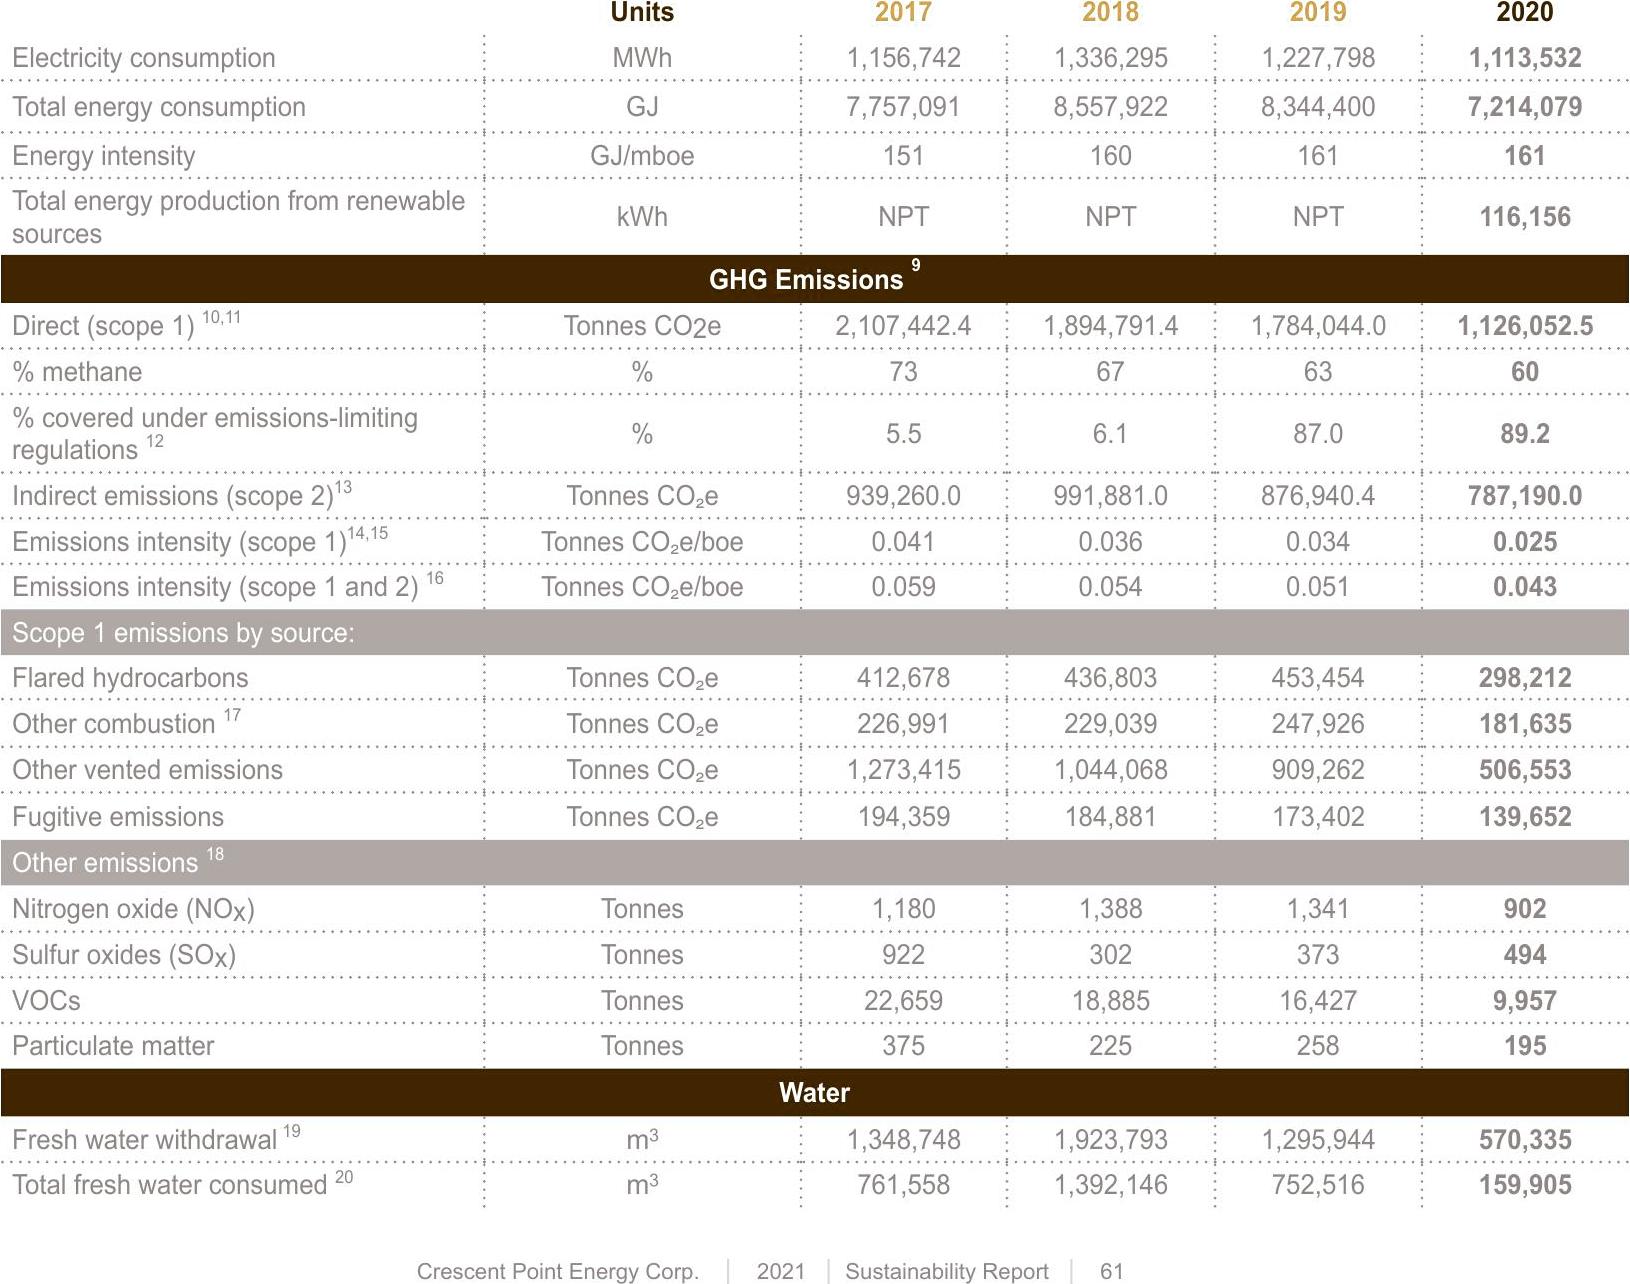 Units 2017 2018 2019 2020
Electricity consumption MWh 1,156,742 1,336,295 1,227,798 1,113,532
Total energy consumption GJ 7,757,091 8,557,922 8,344,400 7,214,079
Energy intensity GJ/mboe 151 160 161 161
Total energy production from renewable
sources kWh NPT NPT NPT 116,156
GHG Emissions 9
Direct (scope 1) 10,11 Tonnes CO2e 2,107,442.4 1,894,791.4 1,784,044.0 1,126,052.5
% methane % 73 67 63 60
% covered under emissions-limiting
regulations 12 % 5.5 6.1 87.0 89.2
Indirect emissions (scope 2)13 Tonnes CO₂e 939,260.0 991,881.0 876,940.4 787,190.0
Emissions intensity (scope 1)14,15 Tonnes CO₂e/boe 0.041 0.036 0.034 0.025
Emissions intensity (scope 1 and 2) 16 Tonnes CO₂e/boe 0.059 0.054 0.051 0.043
Scope 1 emissions by source:
Flared hydrocarbons Tonnes CO₂e 412,678 436,803 453,454 298,212
Other combustion 17 Tonnes CO₂e 226,991 229,039 247,926 181,635
Other vented emissions Tonnes CO₂e 1,273,415 1,044,068 909,262 506,553
Fugitive emissions Tonnes CO₂e 194,359 184,881 173,402 139,652
Other emissions 18
Nitrogen oxide (NOx) Tonnes 1,180 1,388 1,341 902
Sulfur oxides (SOx) Tonnes 922 302 373 494
VOCs Tonnes 22,659 18,885 16,427 9,957
Particulate matter Tonnes 375 225 258 195
Water
Fresh water withdrawal 19 m³ 1,348,748 1,923,793 1,295,944 570,335
Total fresh water consumed 20 m³ 761,558 1,392,146 752,516 159,905
Crescent Point Energy Corp. | 2021 | Sustainability Report | 61